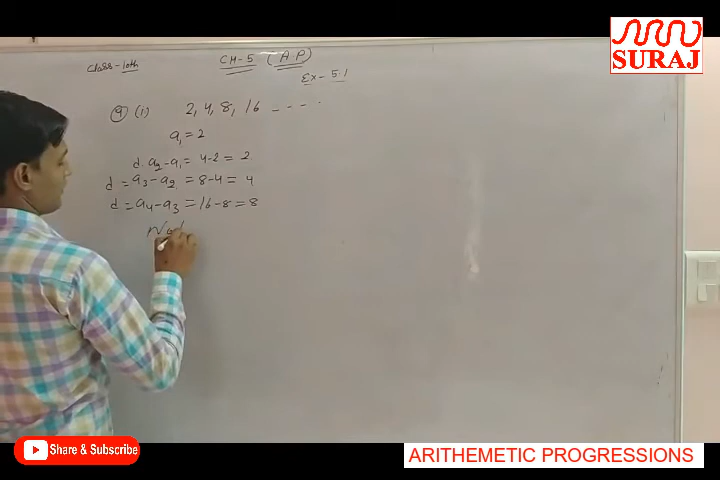 SURAJ
Class-10th
CH-5 (A.P)
Ex-5.1
④ (i) 2, 4, 8, 16 ----
a₁ = 2
d. a₂-a₁ = 4-2 = 2.
d = a₃-a₂ = 8-4 = 4
d = a₄-a₃ = 16-8 = 8
Not
Share & Subscribe
ARITHEMETIC PROGRESSIONS